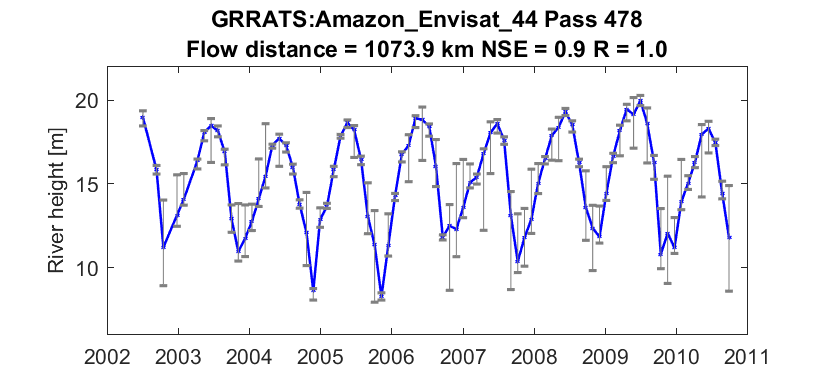 GRRATS:Amazon_Envisat_44 Pass 478
Flow distance = 1073.9 km NSE = 0.9 R = 1.0
River height [m]
20
15
10
2002 2003 2004 2005 2006 2007 2008 2009 2010 2011